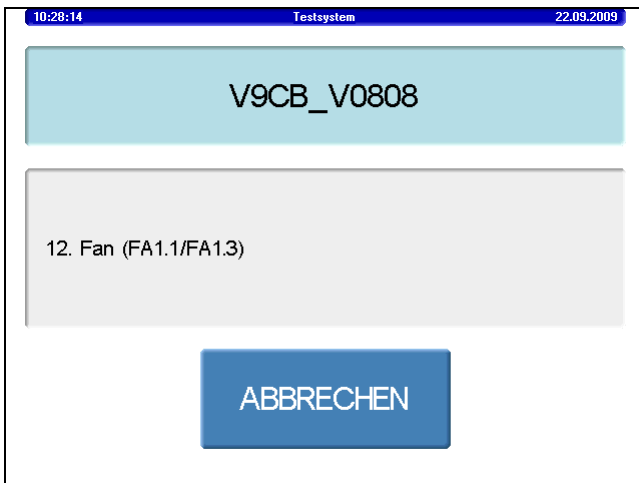 10:28:14 Testsystem 22.09.2009
V9CB_V0808
12. Fan (FA1.1/FA1.3)
ABBRECHEN